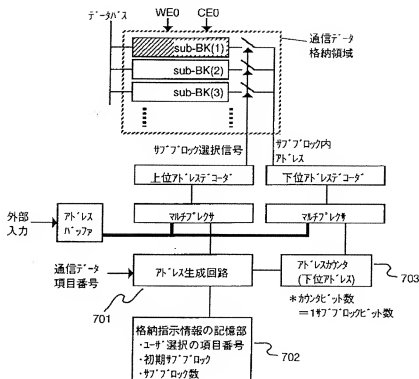 データバス
WE0 CE0
sub-BK(1)
sub-BK(2)
sub-BK(3)
通信データ
格納領域
サブブロック選択信号
サブブロック内
アドレス
上位アドレスデコーダ
下位アドレスデコーダ
外部
入力
アドレス
バッファ
マルチプレクサ
マルチプレクサ
通信データ
項目番号
アドレス生成回路
アドレスカウンタ
(下位アドレス)
701
703
*カウンタビット数
=1サブブロックビット数
格納指示情報の記憶部
・ユーザ選択の項目番号
・初期サブブロック
・サブブロック数
702